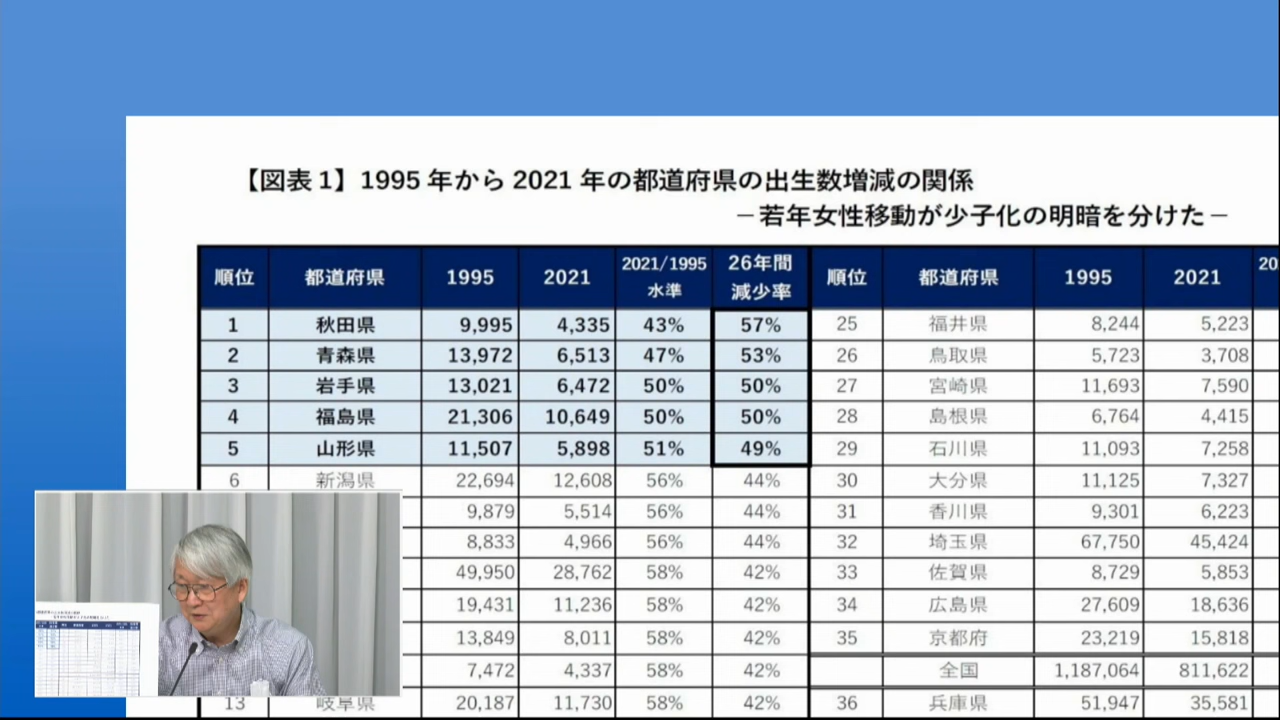 【図表1】1995年から2021年の都道府県の出生数増減の関係
－若年女性移動が少子化の明暗を分けた－
順位 都道府県 1995 2021 2021/1995水準 26年間減少率 順位 都道府県 1995 2021 20
1 秋田県 9,995 4,335 43% 57% 25 福井県 8,244 5,223
2 青森県 13,972 6,513 47% 53% 26 鳥取県 5,723 3,708
3 岩手県 13,021 6,472 50% 50% 27 宮崎県 11,693 7,590
4 福島県 21,306 10,649 50% 50% 28 島根県 6,764 4,415
5 山形県 11,507 5,898 51% 49% 29 石川県 11,093 7,258
6 新潟県 22,694 12,608 56% 44% 30 大分県 11,125 7,327
9,879 5,514 56% 44% 31 香川県 9,301 6,223
8,833 4,966 56% 44% 32 埼玉県 67,750 45,424
49,950 28,762 58% 42% 33 佐賀県 8,729 5,853
19,431 11,236 58% 42% 34 広島県 27,609 18,636
13,849 8,011 58% 42% 35 京都府 23,219 15,818
7,472 4,337 58% 42% 全国 1,187,064 811,622
13 岐阜県 20,187 11,730 58% 42% 36 兵庫県 51,947 35,581